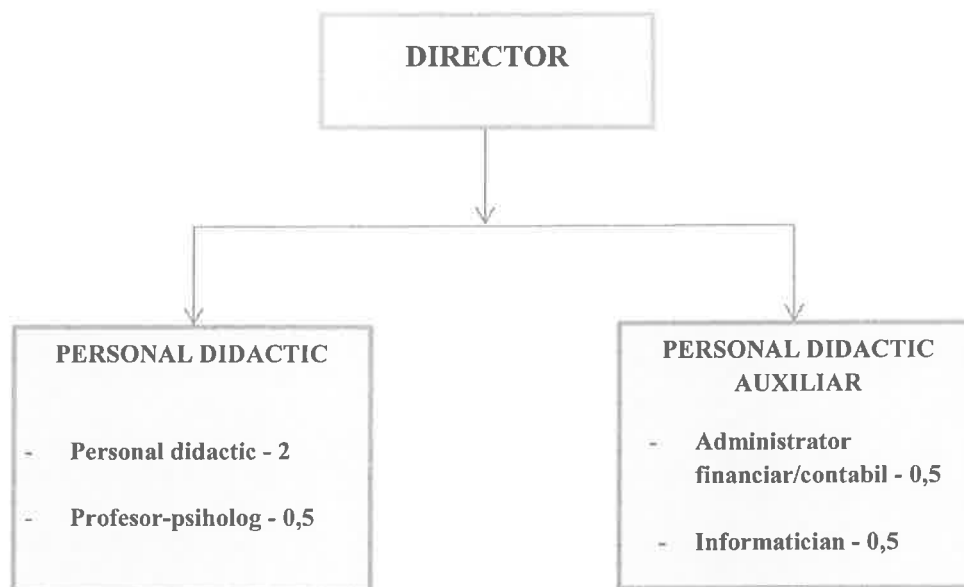 DIRECTOR
PERSONAL DIDACTIC
- Personal didactic - 2
- Profesor-psiholog - 0,5
PERSONAL DIDACTIC
AUXILIAR
- Administrator
financiar/contabil - 0,5
- Informatician - 0,5